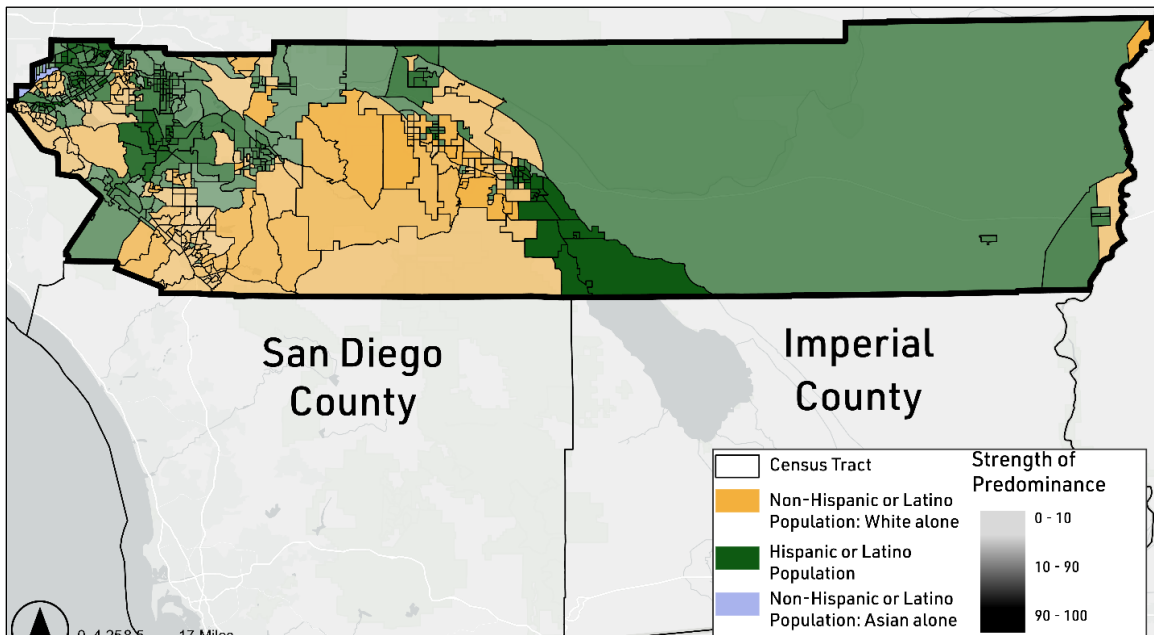 San Diego
County
Imperial
County
Census Tract
Non-Hispanic or Latino
Population: White alone
Hispanic or Latino
Population
Non-Hispanic or Latino
Population: Asian alone
Strength of
Predominance
0 - 10
10 - 90
90 - 100
17 Miles